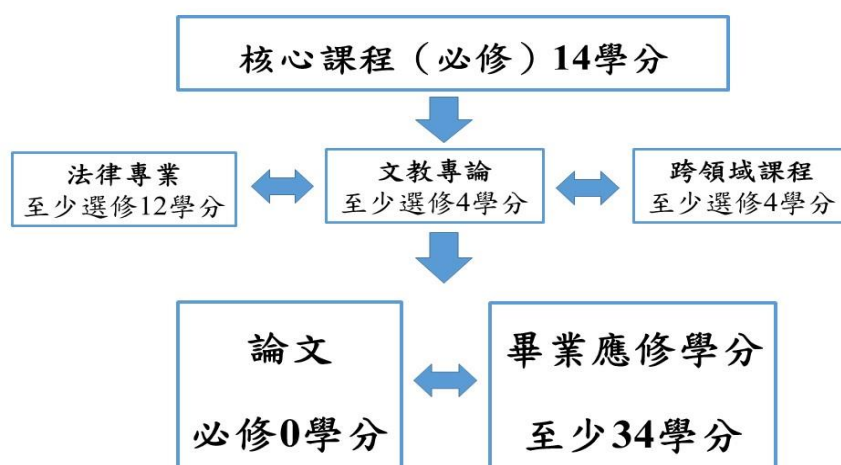 核心課程（必修）14學分
法律專業
至少選修12學分
文教專論
至少選修4學分
跨領域課程
至少選修4學分
論文
必修0學分
畢業應修學分
至少34學分